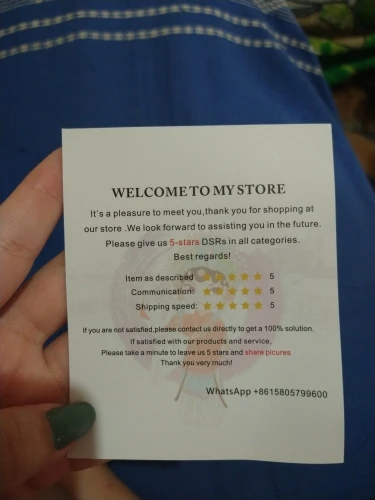 WELCOME TO MY STORE
It's a pleasure to meet you,thank you for shopping at
our store .We look forward to assisting you in the future.
Please give us 5-stars DSRs in all categories.
Best regards!
Item as described ★★★★★ 5
Communication: ★★★★★ 5
Shipping speed: ★★★★★ 5
If you are not satisfied,please contact us directly to get a 100% solution.
If satisfied with our products and service,
Please take a minute to leave us 5 stars and share picures
Thank you very much!
WhatsApp +8615805799600